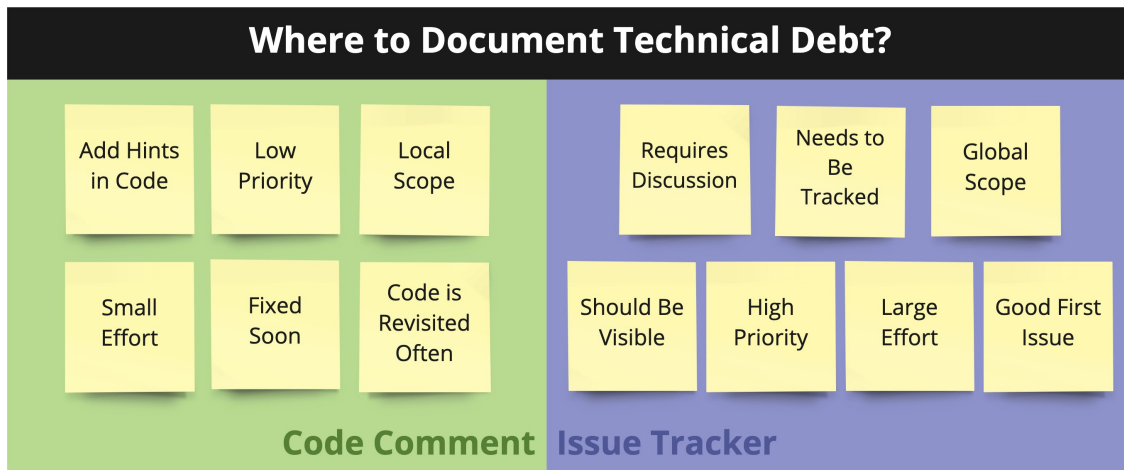 Where to Document Technical Debt?
Add Hints
in Code
Low
Priority
Local
Scope
Small
Effort
Fixed
Soon
Code is
Revisited
Often
Code Comment
Requires
Discussion
Needs to
Be
Tracked
Global
Scope
Should Be
Visible
High
Priority
Large
Effort
Good First
Issue
Issue Tracker